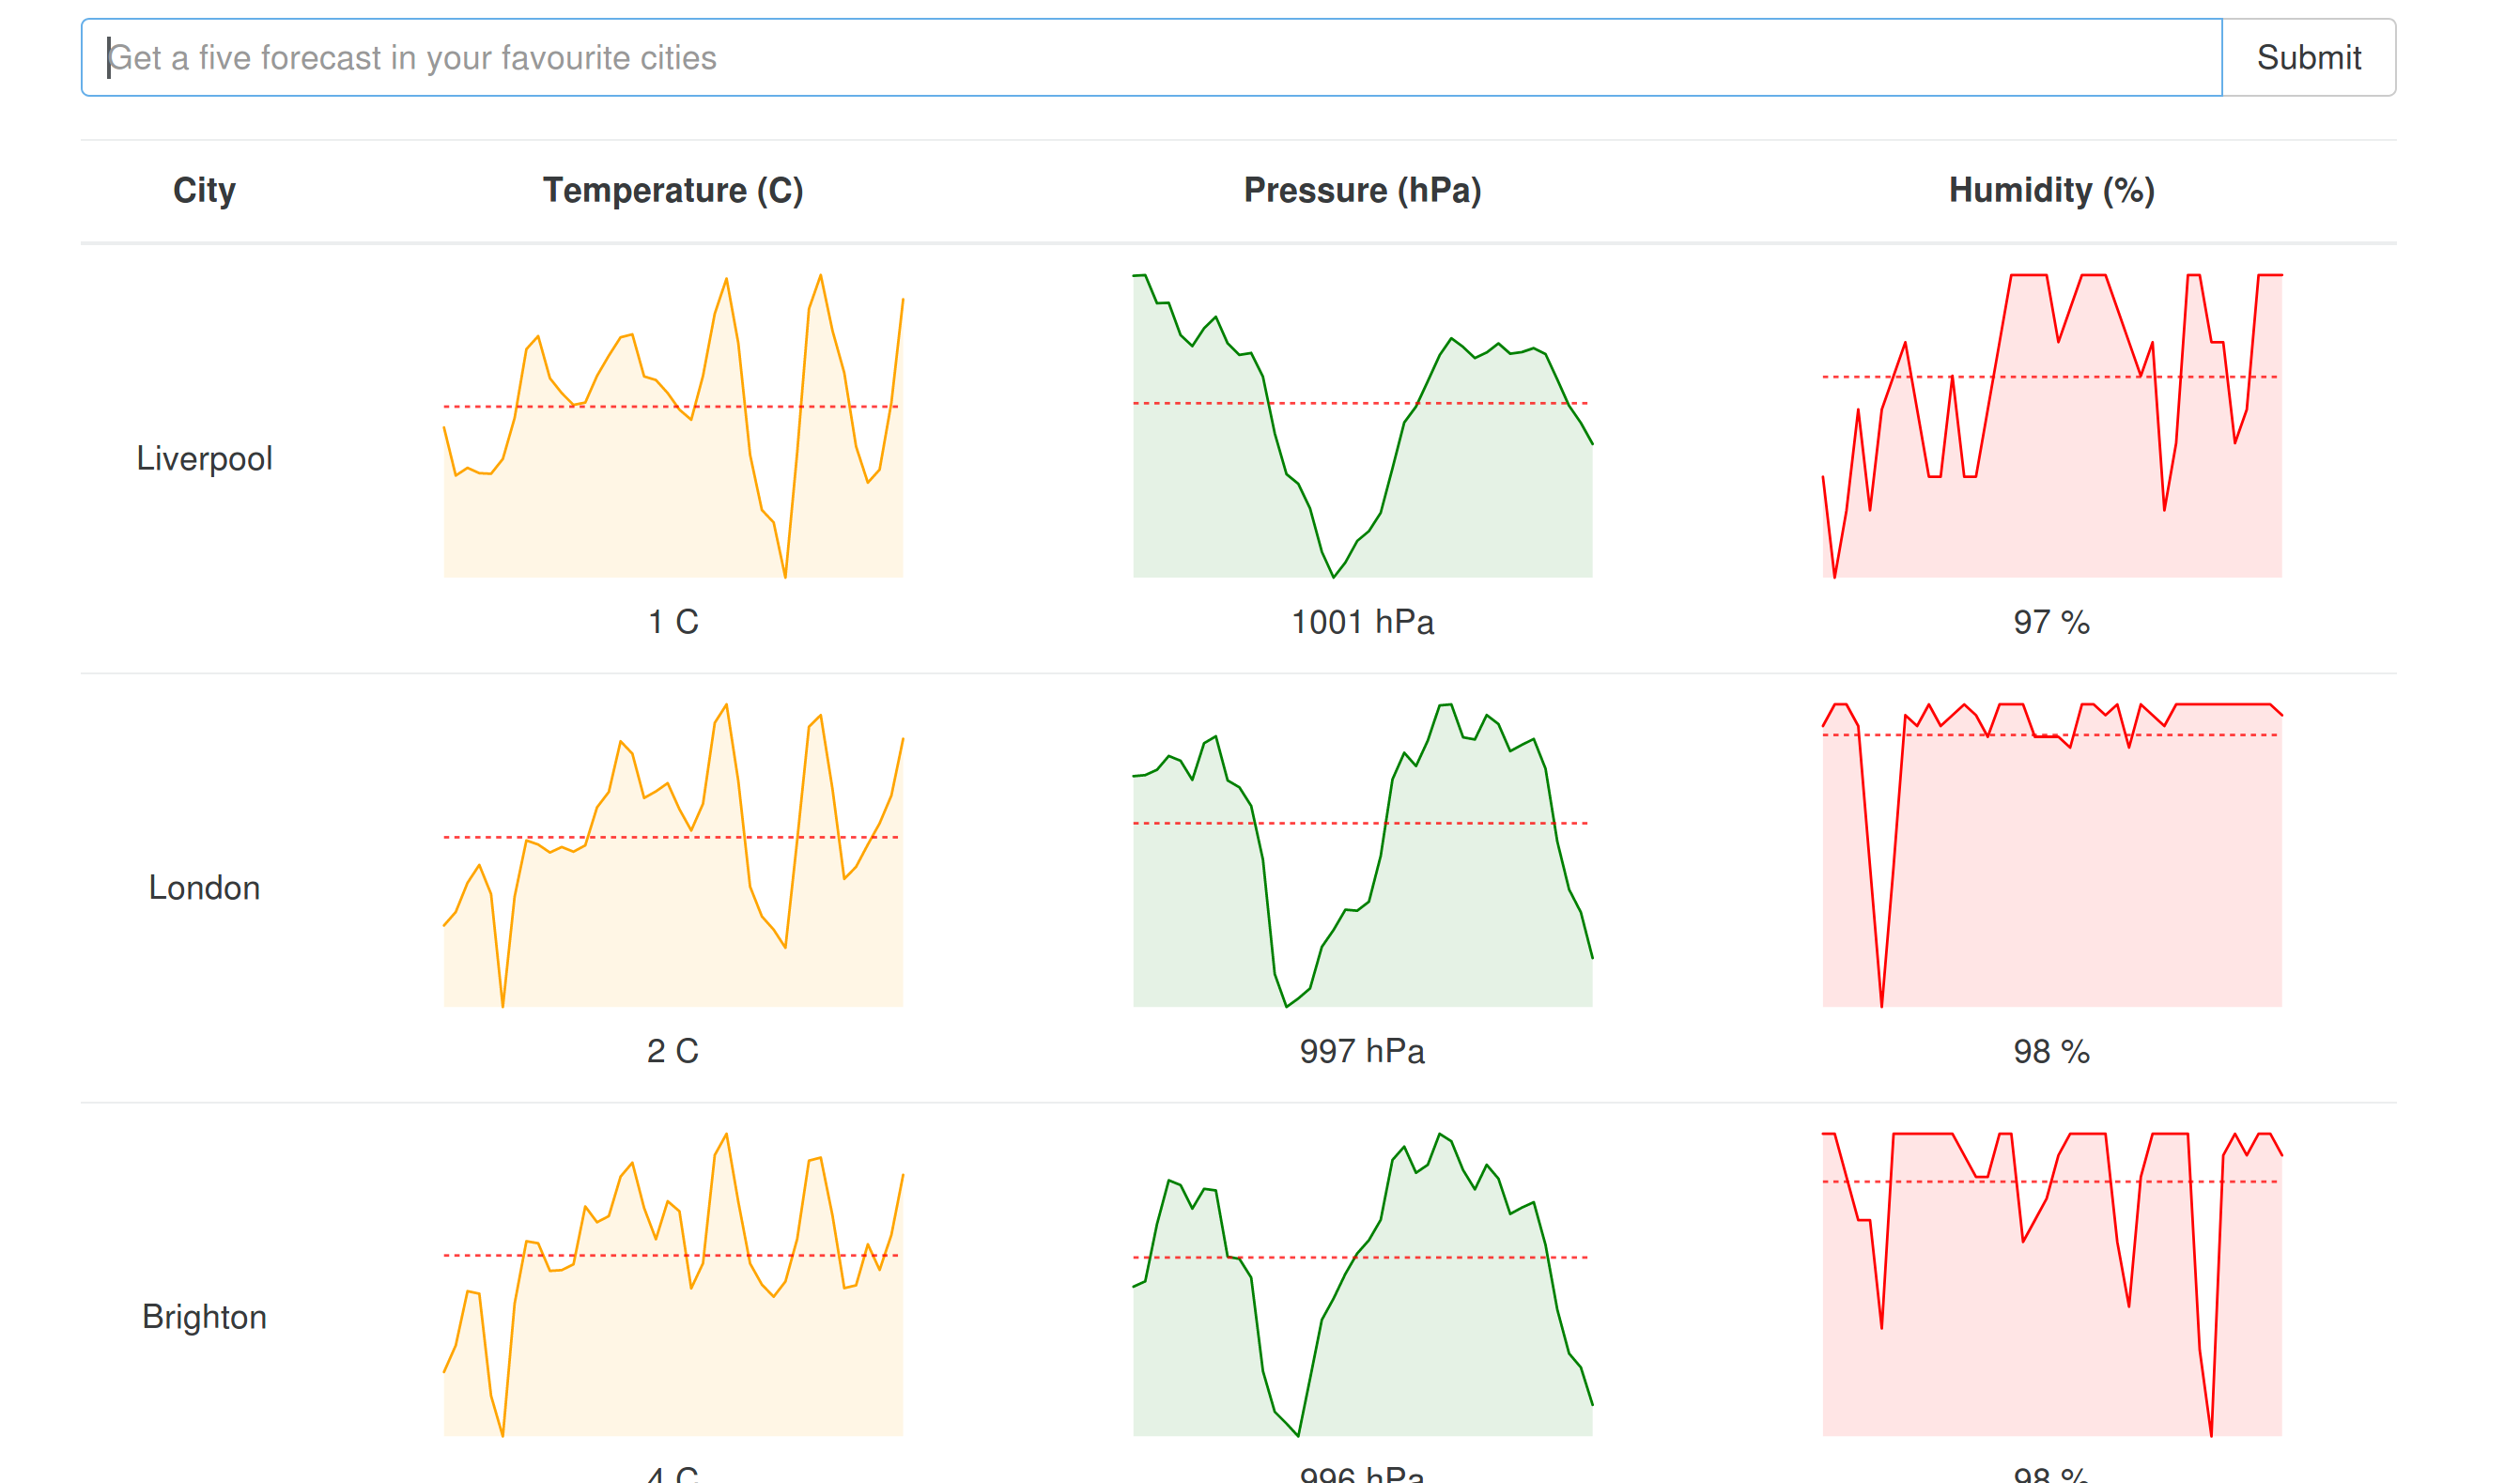 Get a five forecast in your favourite cities Submit
City Temperature (C) Pressure (hPa) Humidity (%)
Liverpool
1 C 1001 hPa 97 %
London
2 C 997 hPa 98 %
Brighton
4 C 996 hPa 98 %